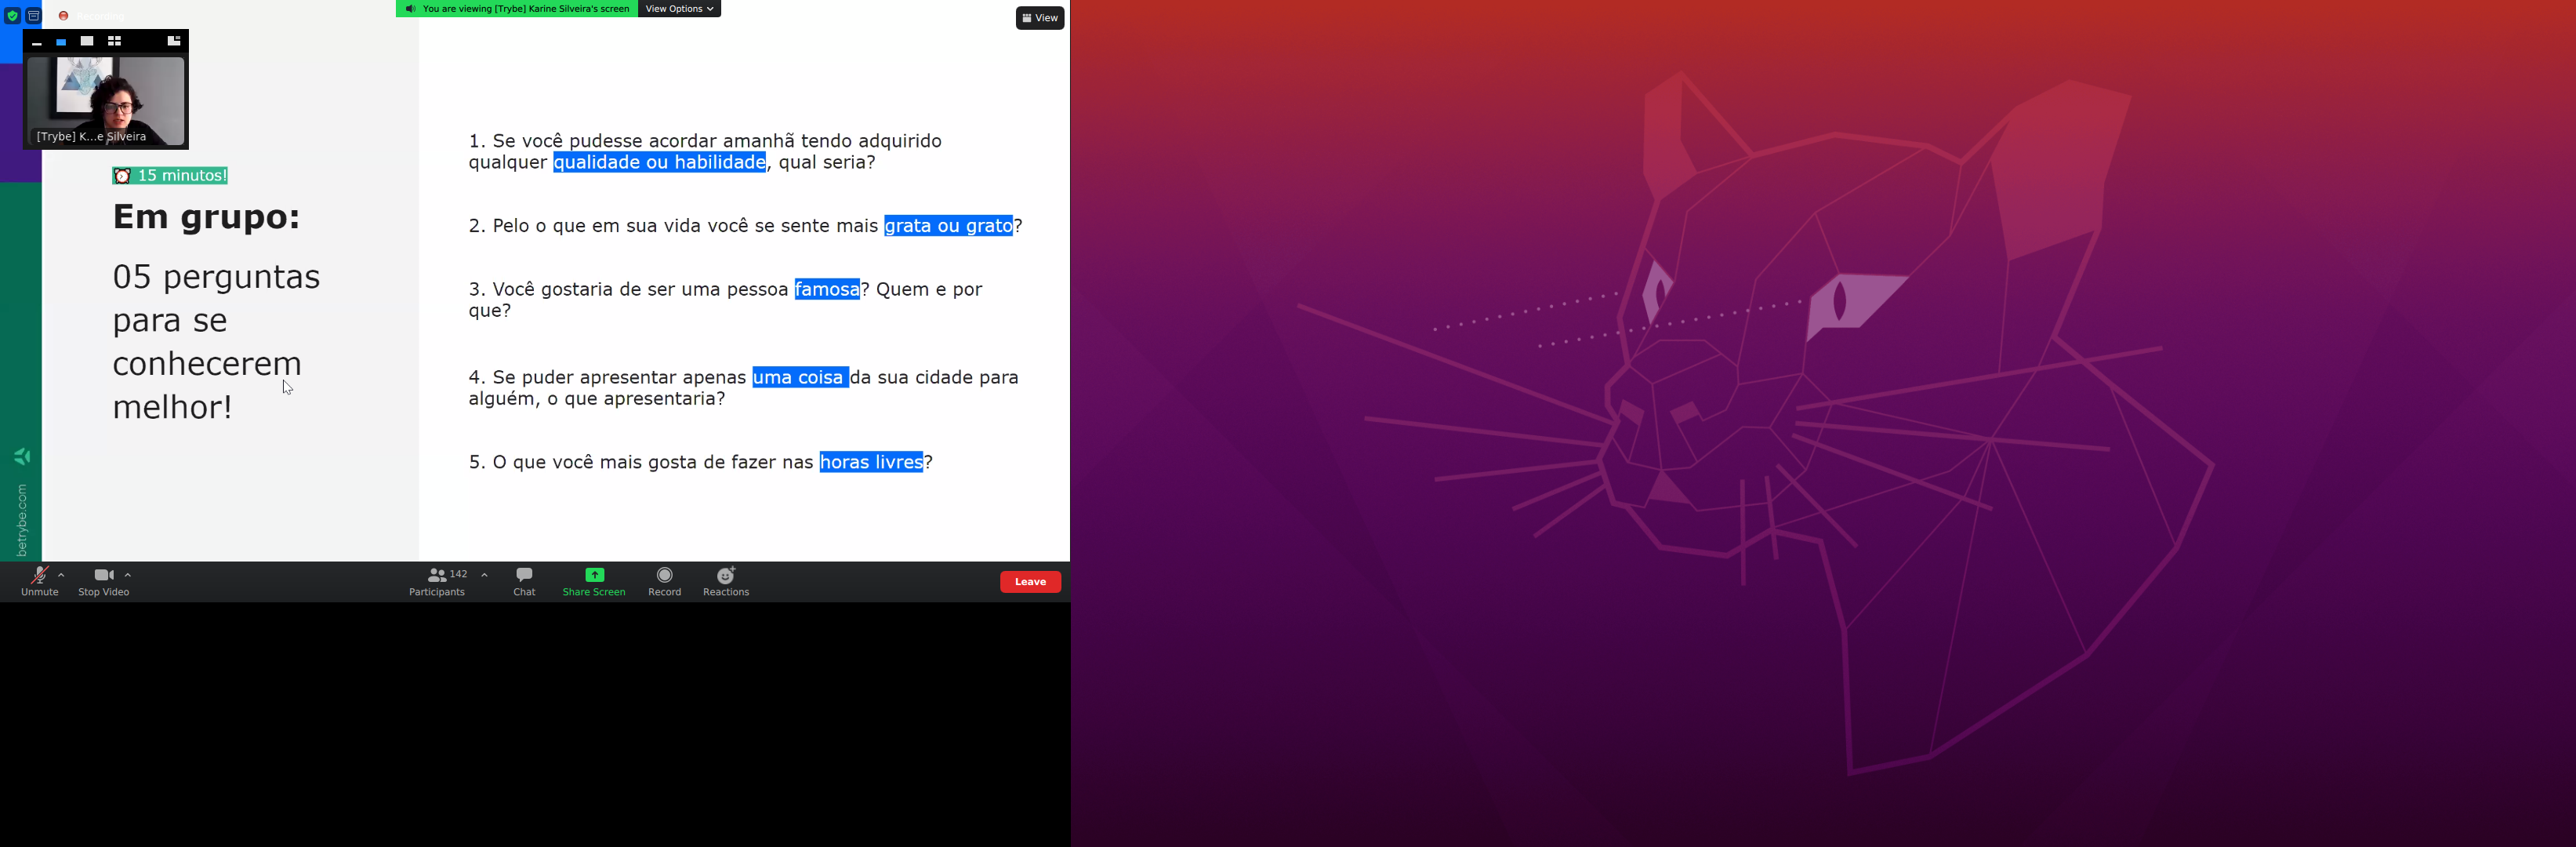 Recording
You are viewing [Trybe] Karine Silveira's screen
View Options
View
[Trybe] K...e Silveira
⏰ 15 minutos!
Em grupo:
05 perguntas
para se
conhecerem
melhor!
betrybe.com
1. Se você pudesse acordar amanhã tendo adquirido
qualquer qualidade ou habilidade, qual seria?
2. Pelo o que em sua vida você se sente mais grata ou grato?
3. Você gostaria de ser uma pessoa famosa? Quem e por
que?
4. Se puder apresentar apenas uma coisa da sua cidade para
alguém, o que apresentaria?
5. O que você mais gosta de fazer nas horas livres?
Unmute
Stop Video
142
Participants
Chat
Share Screen
Record
Reactions
Leave